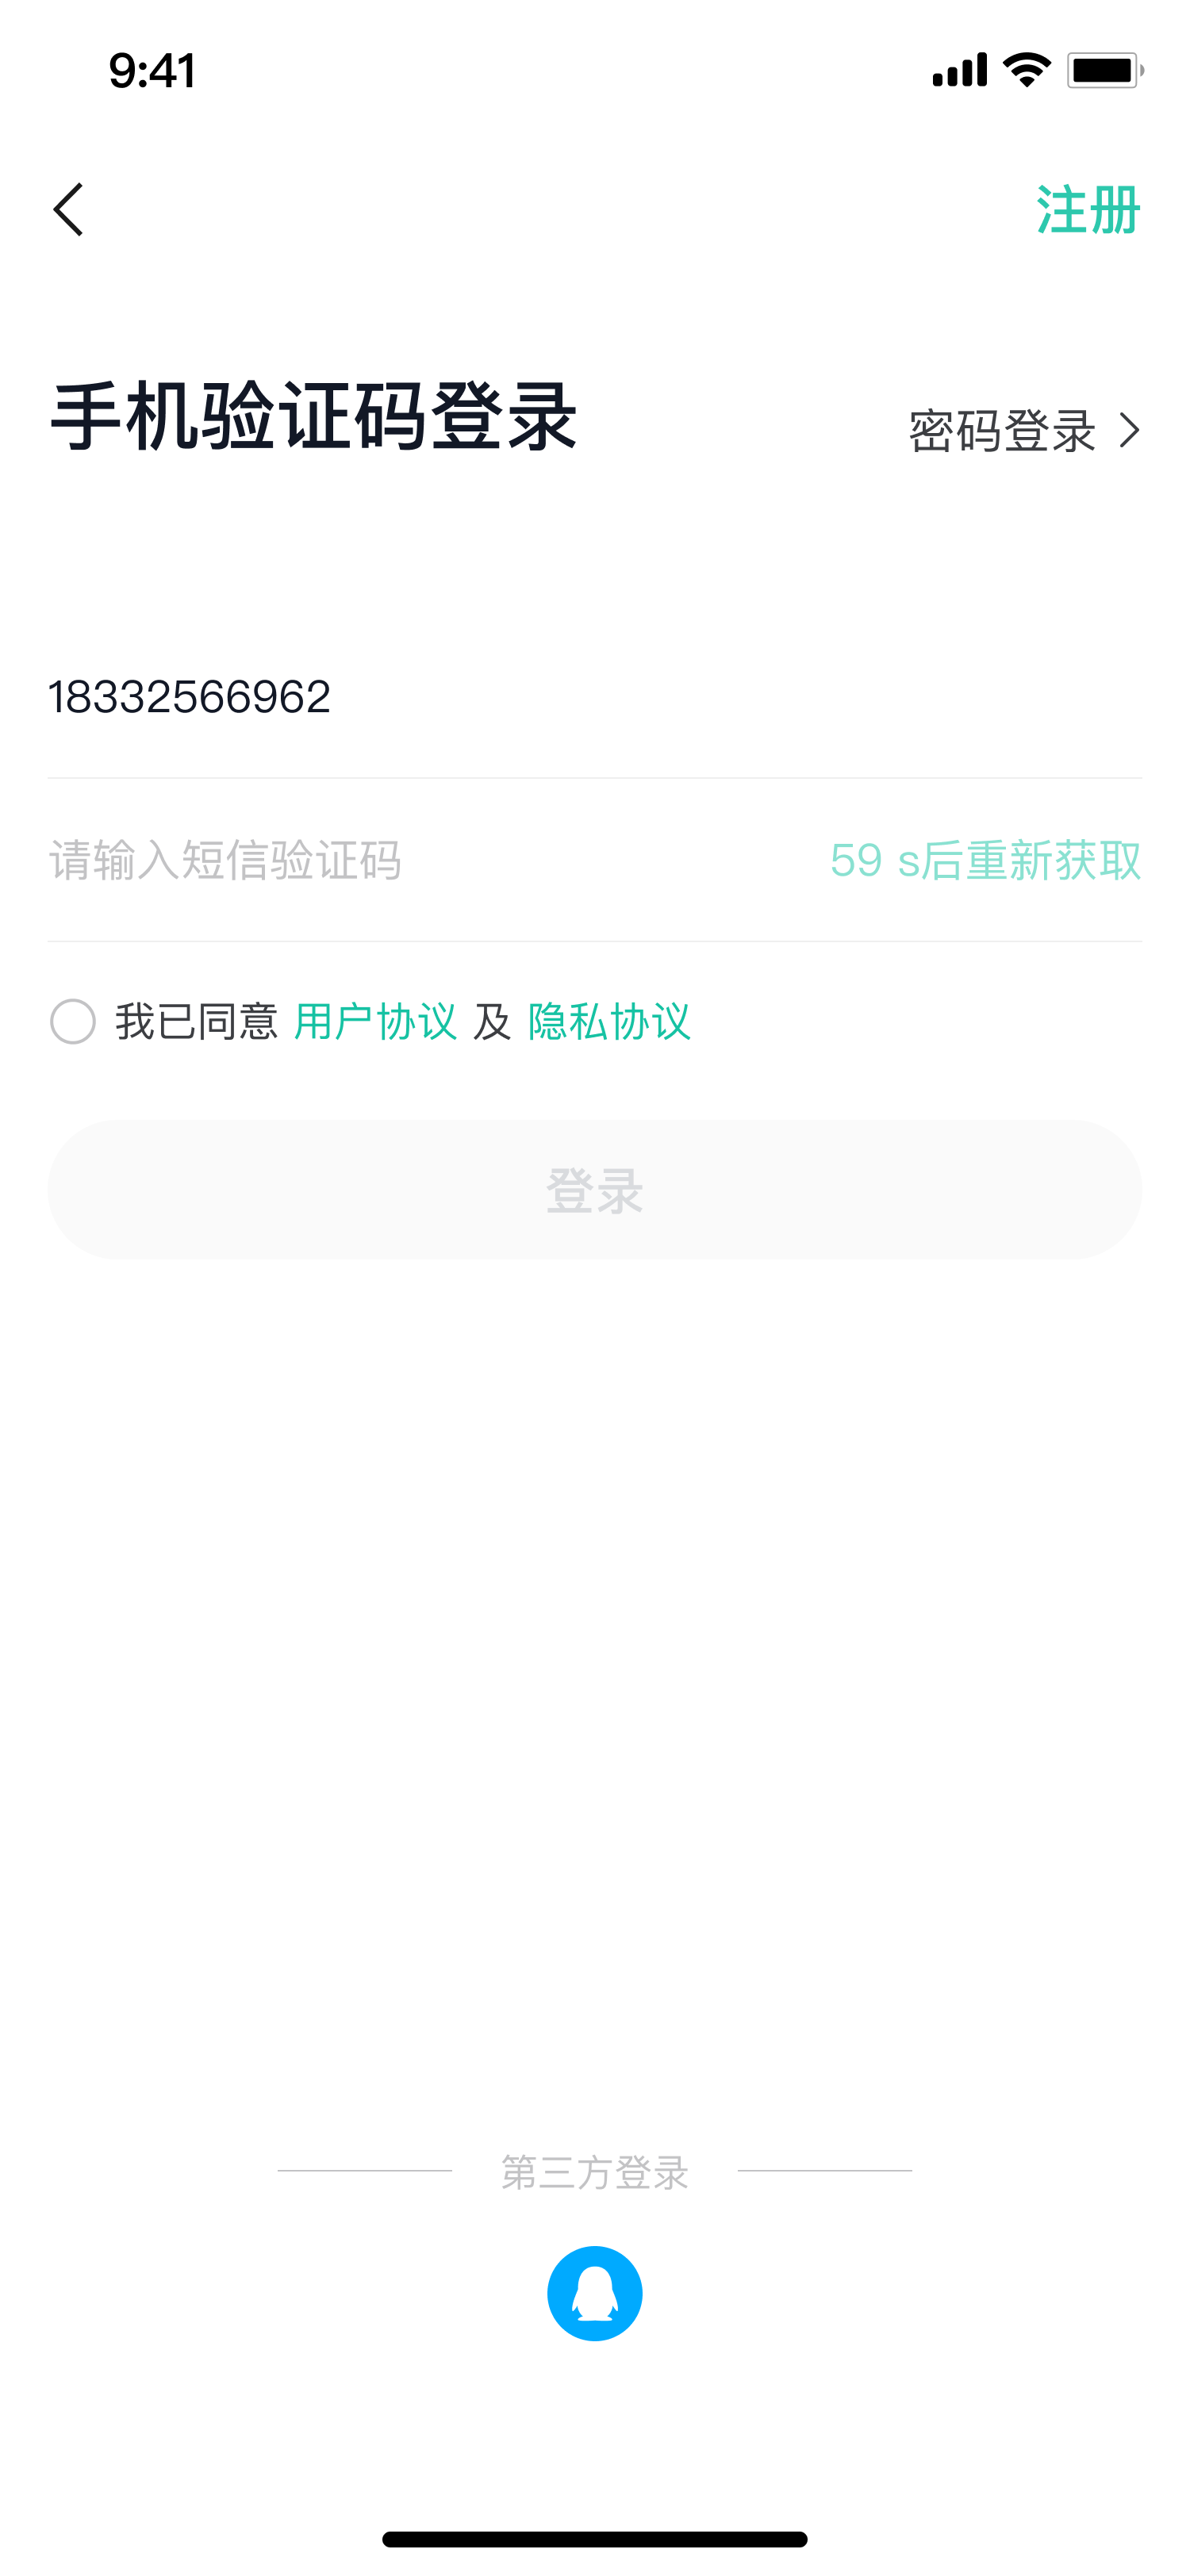 9:41
注册
手机验证码登录
密码登录
18332566962
请输入短信验证码
59 s后重新获取
我已同意 用户协议 及 隐私协议
登录
第三方登录